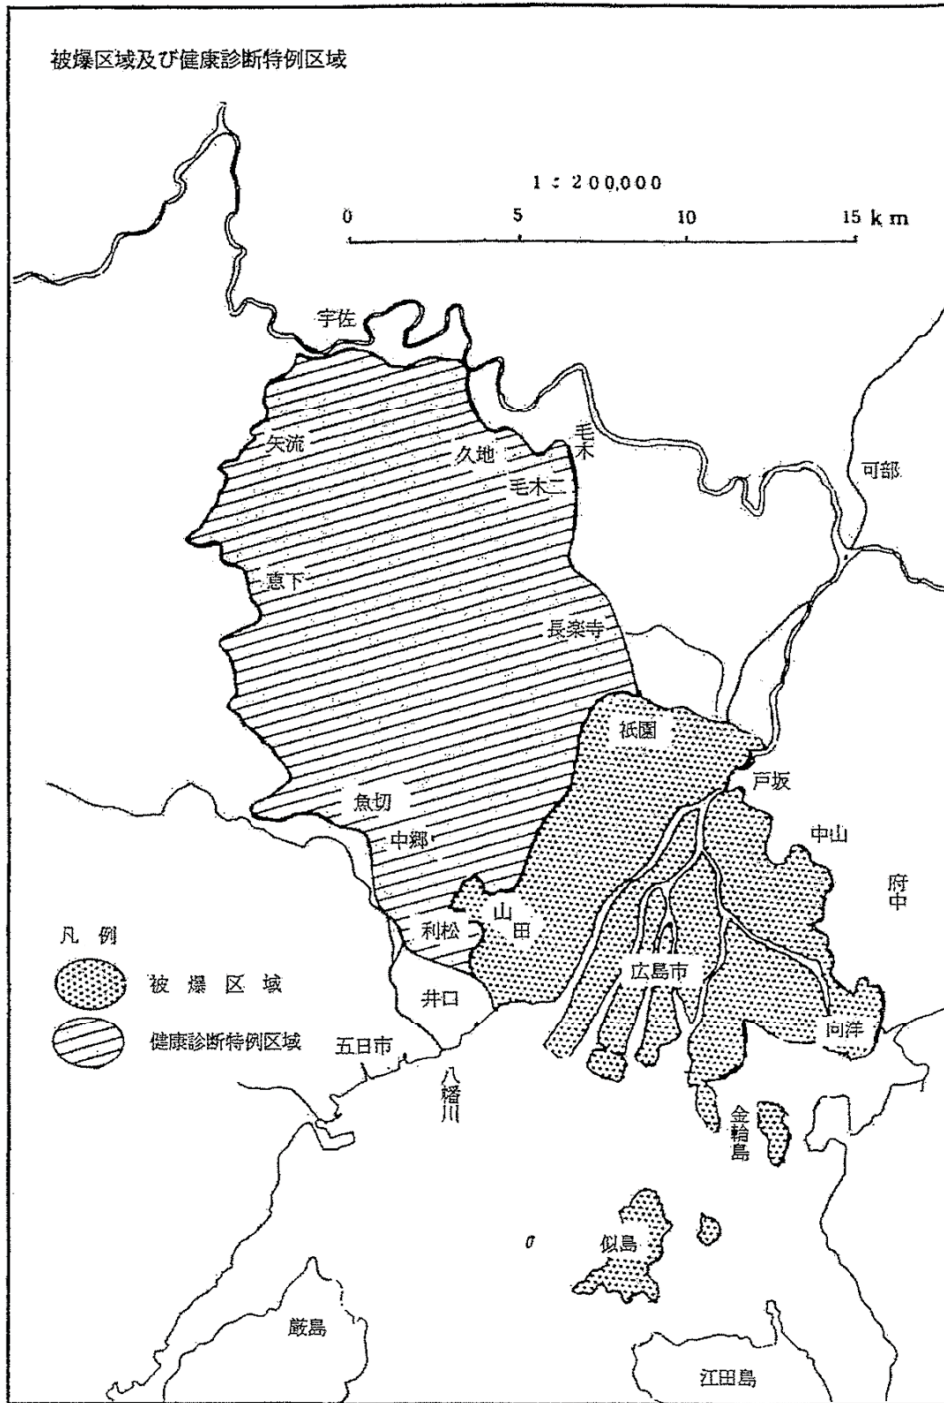 被爆区域及び健康診断特例区域
1:200,000
0 5 10 15 km
宇佐
矢流
久地
毛木
毛木二
可部
恵下
長楽寺
祇園
戸坂
魚切
中郷
中山
府中
利松
山田
広島市
井口
向洋
凡例
被爆区域
健康診断特例区域
五日市
八幡川
金輪島
似島
厳島
江田島